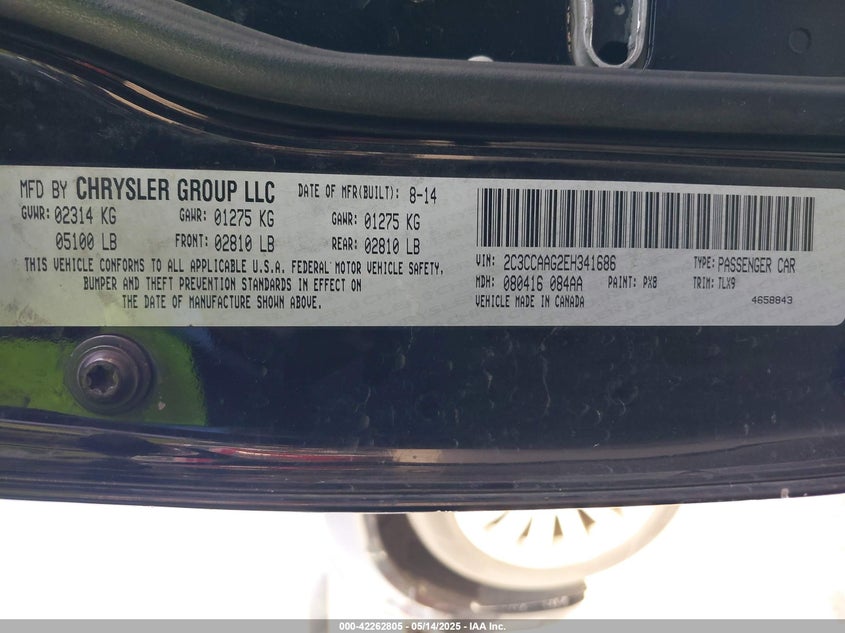 MFD BY CHRYSLER GROUP LLC DATE OF MFR(BUILT): 8-14
GVWR: 02314 KG GAWR: 01275 KG GAWR: 01275 KG
05100 LB FRONT: 02810 LB REAR: 02810 LB
THIS VEHICLE CONFORMS TO ALL APPLICABLE U.S.A. FEDERAL MOTOR VEHICLE SAFETY,
BUMPER AND THEFT PREVENTION STANDARDS IN EFFECT ON
THE DATE OF MANUFACTURE SHOWN ABOVE.
VIN: 2C3CCAAG2EH341686 TYPE: PASSENGER CAR
MDH: 080416 084AA PAINT: PX8 TRIM: TLX9
VEHICLE MADE IN CANADA 4658843
000-42262805 - 05/14/2025 - IAA Inc.